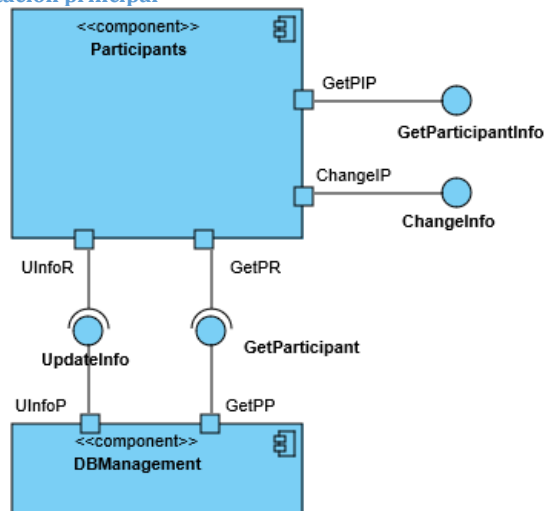 <<component>>
Participants
GetPIP
GetParticipantInfo
ChangeIP
ChangeInfo
UInfoR
GetPR
UpdateInfo
GetParticipant
UInfoP
GetPP
<<component>>
DBManagement